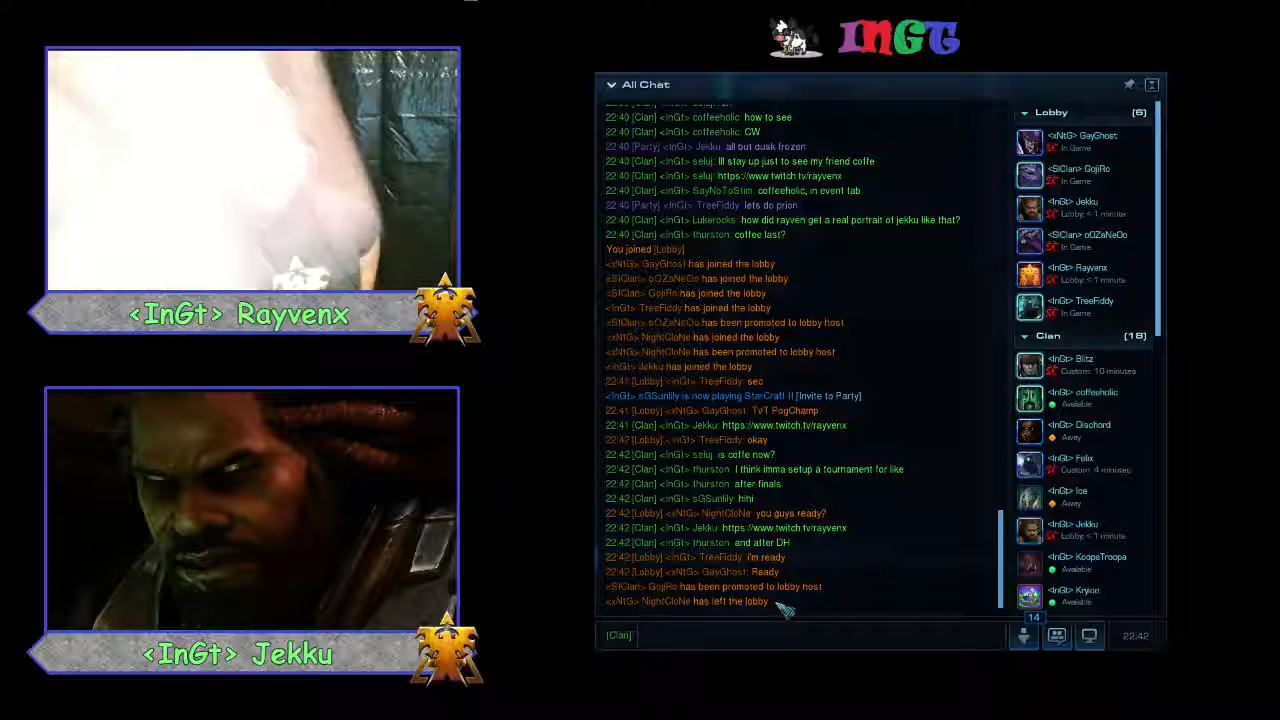 INGT
<InGt> Rayvenx
<InGt> Jekku
All Chat
22:40 [Clan] <InGt> coffeeholic: how to see
22:40 [Clan] <InGt> coffeeholic: CW
22:40 [Party] <InGt> Jekku: all but dusk frozen
22:40 [Clan] <InGt> seluj: Ill stay up just to see my friend coffe
22:40 [Clan] <InGt> seluj: https://www.twitch.tv/rayvenx
22:40 [Clan] <InGt> SayNoToStim: coffeeholic, in event tab
22:40 [Party] <InGt> TreeFiddy: lets do prion
22:40 [Clan] <InGt> Lukerocks: how did rayven get a real portrait of jekku like that?
22:40 [Clan] <InGt> thurston: coffee last?
You joined [Lobby]
<xNtG> GayGhost has joined the lobby
<SlClan> oOZaNeOo has joined the lobby
<SlClan> GojiRo has joined the lobby
<InGt> TreeFiddy has joined the lobby
<SlClan> oOZaNeOo has been promoted to lobby host
<xNtG> NightCloNe has joined the lobby
<xNtG> NightCloNe has been promoted to lobby host
<InGt> Jekku has joined the lobby
22:41 [Lobby] <InGt> TreeFiddy: sec
<InGt> sGSunlily is now playing StarCraft II [Invite to Party]
22:41 [Lobby] <xNtG> GayGhost: TvT PogChamp
22:41 [Clan] <InGt> Jekku: https://www.twitch.tv/rayvenx
22:42 [Lobby] <InGt> TreeFiddy: okay
22:42 [Clan] <InGt> seluj: is coffe now?
22:42 [Clan] <InGt> thurston: I think imma setup a tournament for like
22:42 [Clan] <InGt> thurston: after finals
22:42 [Clan] <InGt> sGSunlily: hihi
22:42 [Lobby] <xNtG> NightCloNe: you guys ready?
22:42 [Clan] <InGt> Jekku: https://www.twitch.tv/rayvenx
22:42 [Clan] <InGt> thurston: and after DH
22:42 [Lobby] <InGt> TreeFiddy: i'm ready
22:42 [Lobby] <xNtG> GayGhost: Ready
<SlClan> GojiRo has been promoted to lobby host
<xNtG> NightCloNe has left the lobby
[Clan]
Lobby (6)
<xNtG> GayGhost
In Game
<SlClan> GojiRo
In Game
<InGt> Jekku
Lobby: < 1 minute
<SlClan> oOZaNeOo
In Game
<InGt> Rayvenx
Lobby: < 1 minute
<InGt> TreeFiddy
In Game
Clan (18)
<InGt> Blitz
Custom: 10 minutes
<InGt> coffeeholic
Available
<InGt> Dischord
Away
<InGt> Felix
Custom: 4 minutes
<InGt> Ice
Away
<InGt> Jekku
Lobby: < 1 minute
<InGt> KoopaTroopa
Available
<InGt> Kryice
Available
14
22:42